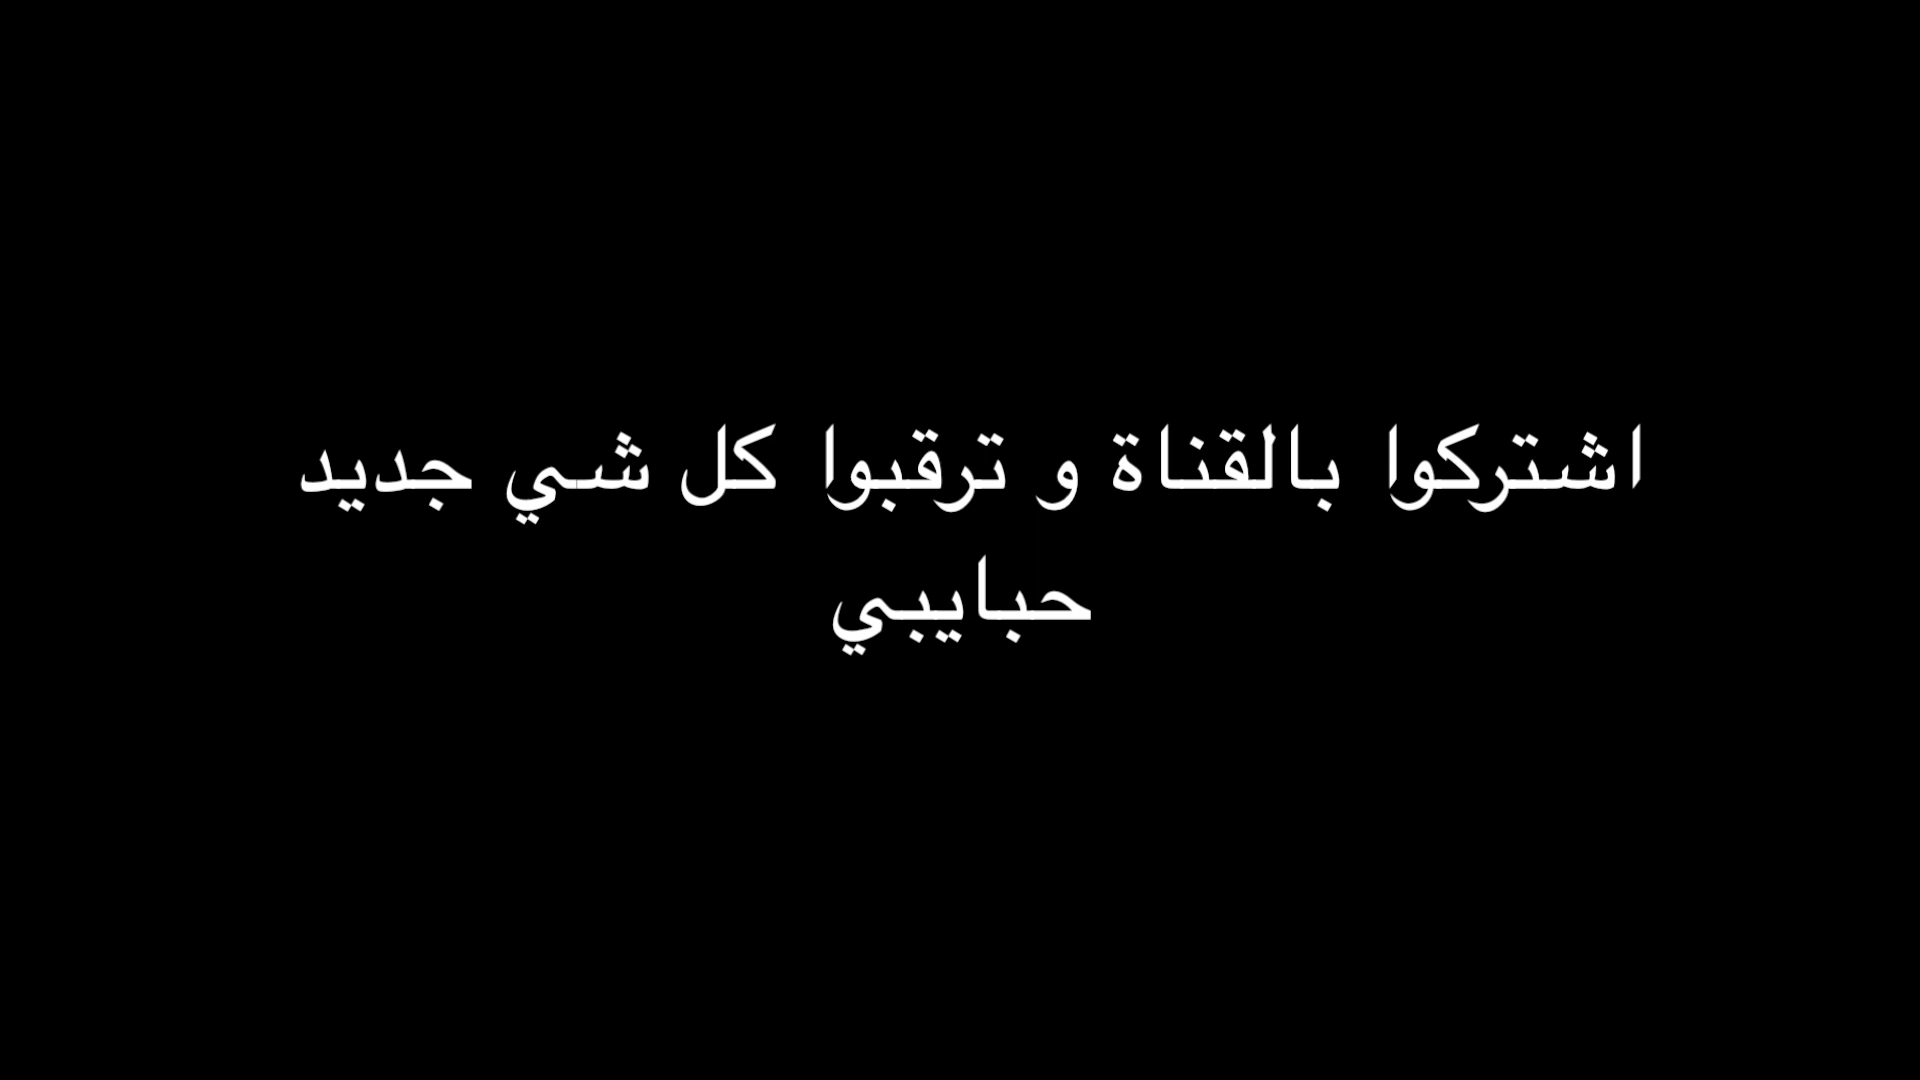 اشتركوا بالقناة و ترقبوا كل شي جديد
حبايبي